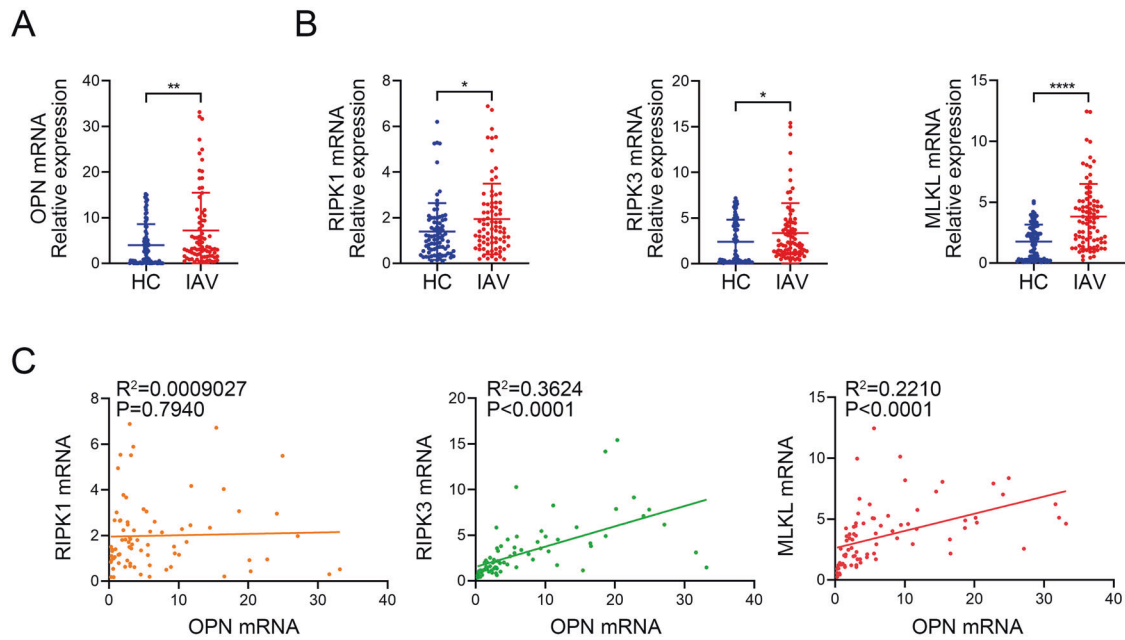 A
OPN mRNA
Relative expression
40
30
20
10
0
**
HC
IAV
B
RIPK1 mRNA
Relative expression
8
6
4
2
0
*
HC
IAV
RIPK3 mRNA
Relative expression
20
15
10
5
0
*
HC
IAV
MLKL mRNA
Relative expression
15
10
5
0
****
HC
IAV
C
R²=0.0009027
P=0.7940
RIPK1 mRNA
8
6
4
2
0
0 10 20 30 40
OPN mRNA
R²=0.3624
P<0.0001
RIPK3 mRNA
20
15
10
5
0
0 10 20 30 40
OPN mRNA
R²=0.2210
P<0.0001
MLKL mRNA
15
10
5
0
0 10 20 30 40
OPN mRNA